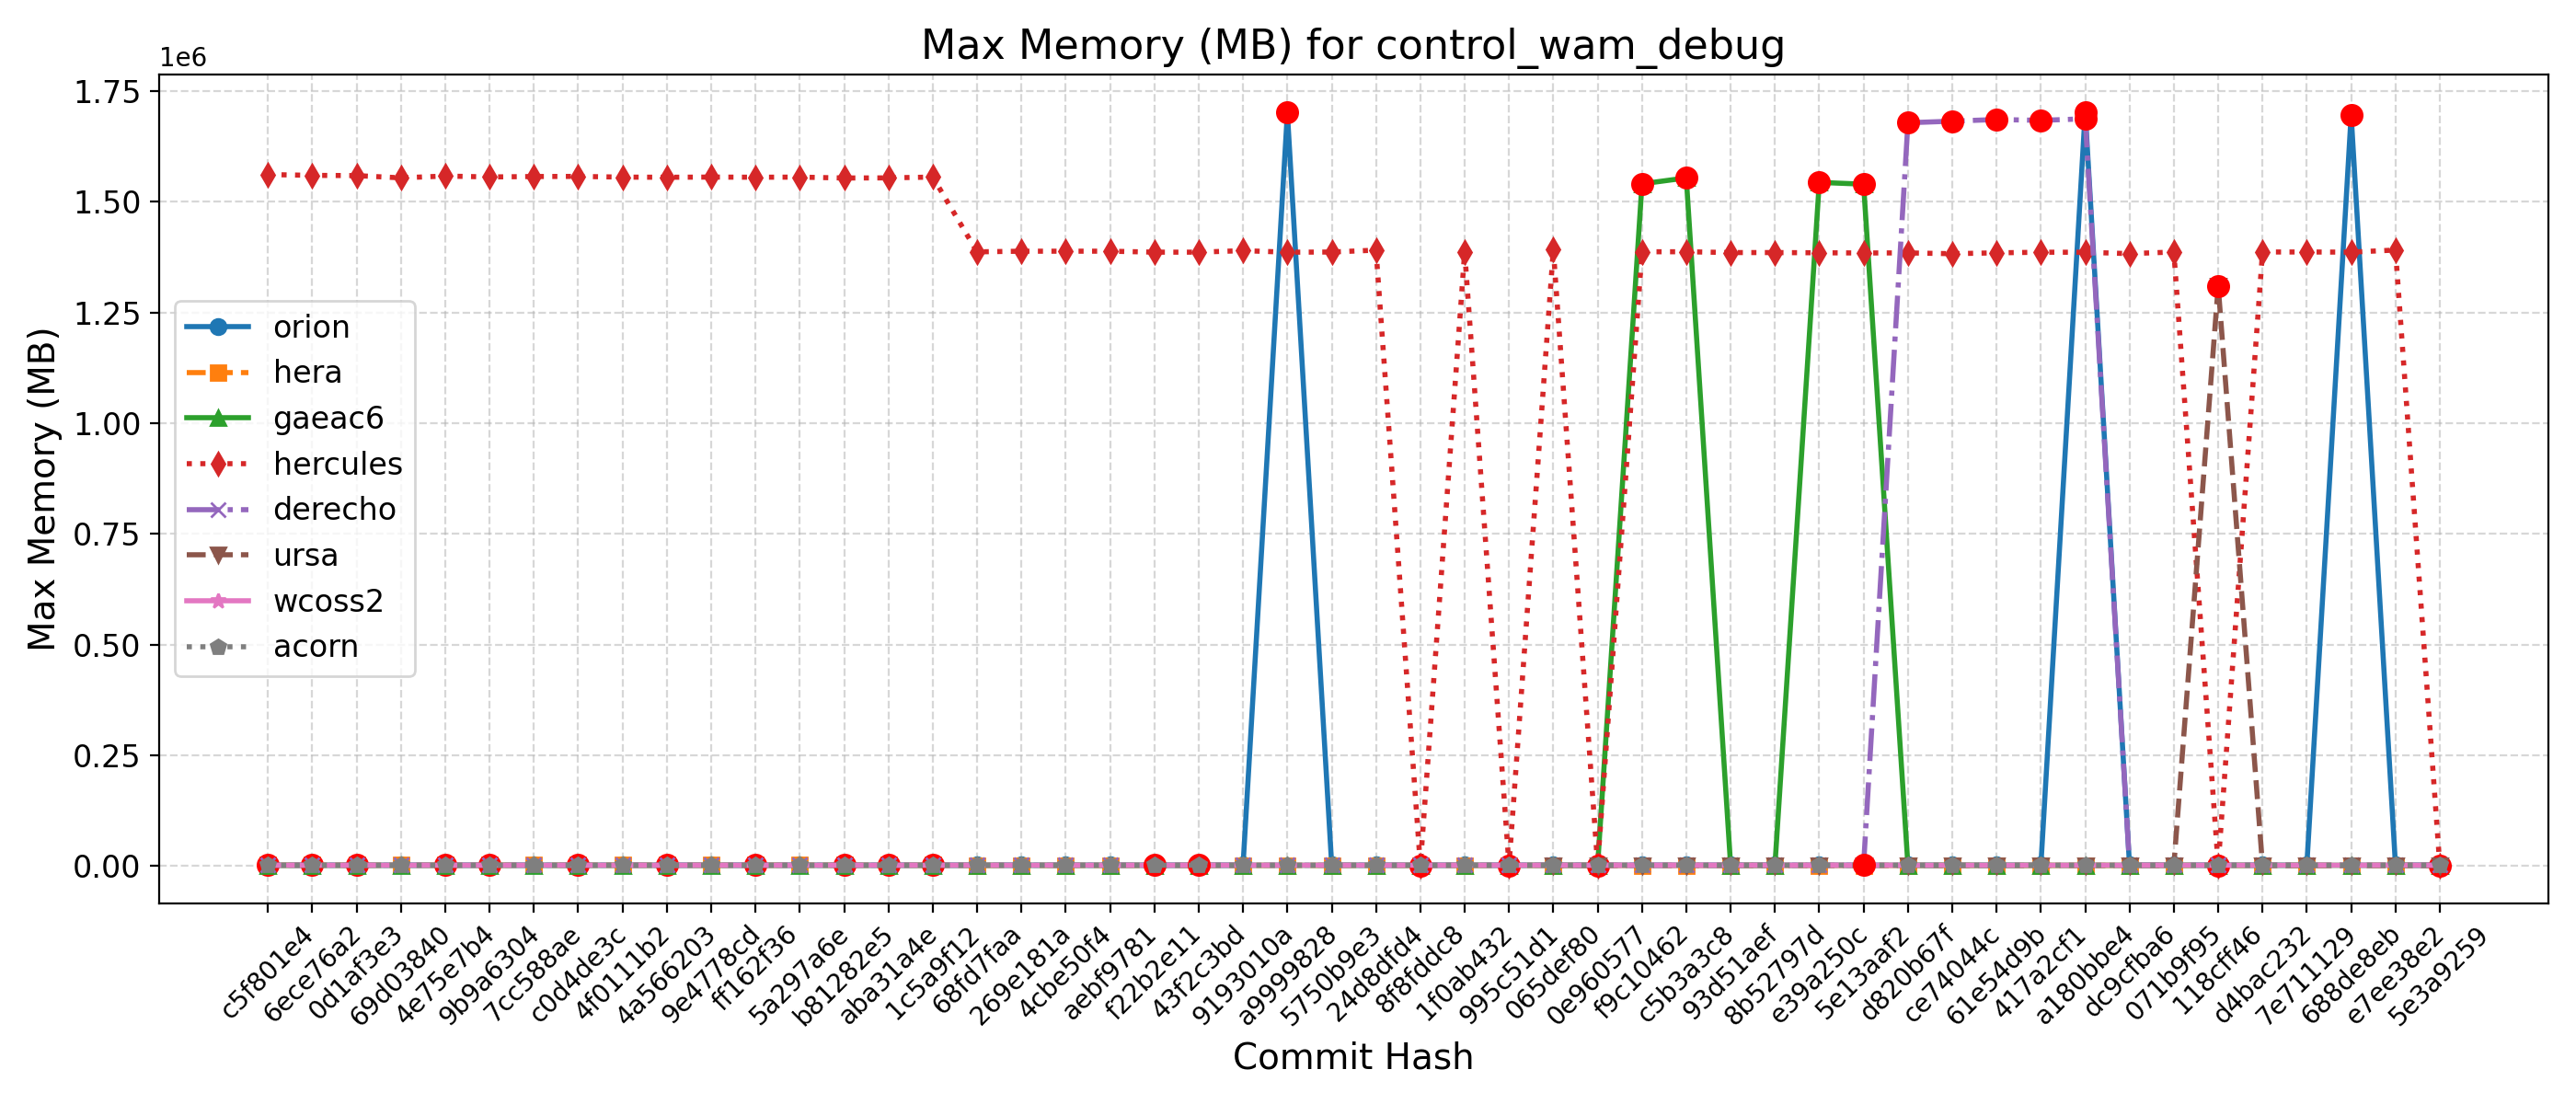 Max Memory (MB) for control_wam_debug
1e6
1.75
1.50
1.25
1.00
0.75
0.50
0.25
0.00
Max Memory (MB)
orion
hera
gaeac6
hercules
derecho
ursa
wcoss2
acorn
c5f801e4
6ece76a2
0d1af3e3
69d03840
4e75e7b4
9b9a6304
7cc588ae
c0d4de3c
4f0111b2
4a566203
9e4778cd
ff162f36
5a297a6e
b81282e5
aba31a4e
1c5a9f12
68fd7faa
269e181a
4cbe50f4
aebf9781
f22b2e11
43f2c3bd
9193010a
a9999828
5750b9e3
24d8dfd4
8f8fddc8
1f0ab432
995c51d1
065def80
0e960577
f9c10462
c5b3a3c8
93d51aef
8b52797d
e39a250c
5e13aaf2
d820b67f
ce74044c
61e54d9b
417a2cf1
a180bbe4
dc9cfba6
071b9f95
118cff46
d4bac232
7e711129
688de8eb
e7ee38e2
5e3a9259
Commit Hash